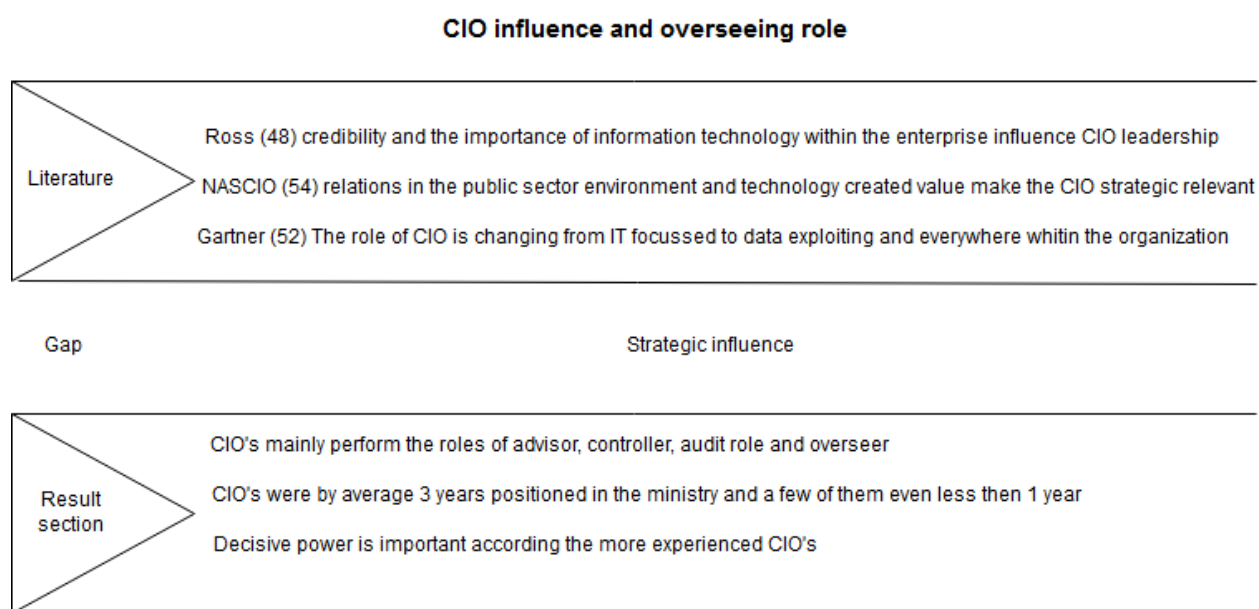 CIO influence and overseeing role
Ross (48) credibility and the importance of information technology within the enterprise influence CIO leadership
Literature
NASCIO (54) relations in the public sector environment and technology created value make the CIO strategic relevant
Gartner (52) The role of CIO is changing from IT focussed to data exploiting and everywhere whitin the organization
Gap
Strategic influence
CIO's mainly perform the roles of advisor, controller, audit role and overseer
Result
section
CIO's were by average 3 years positioned in the ministry and a few of them even less then 1 year
Decisive power is important according the more experienced CIO's